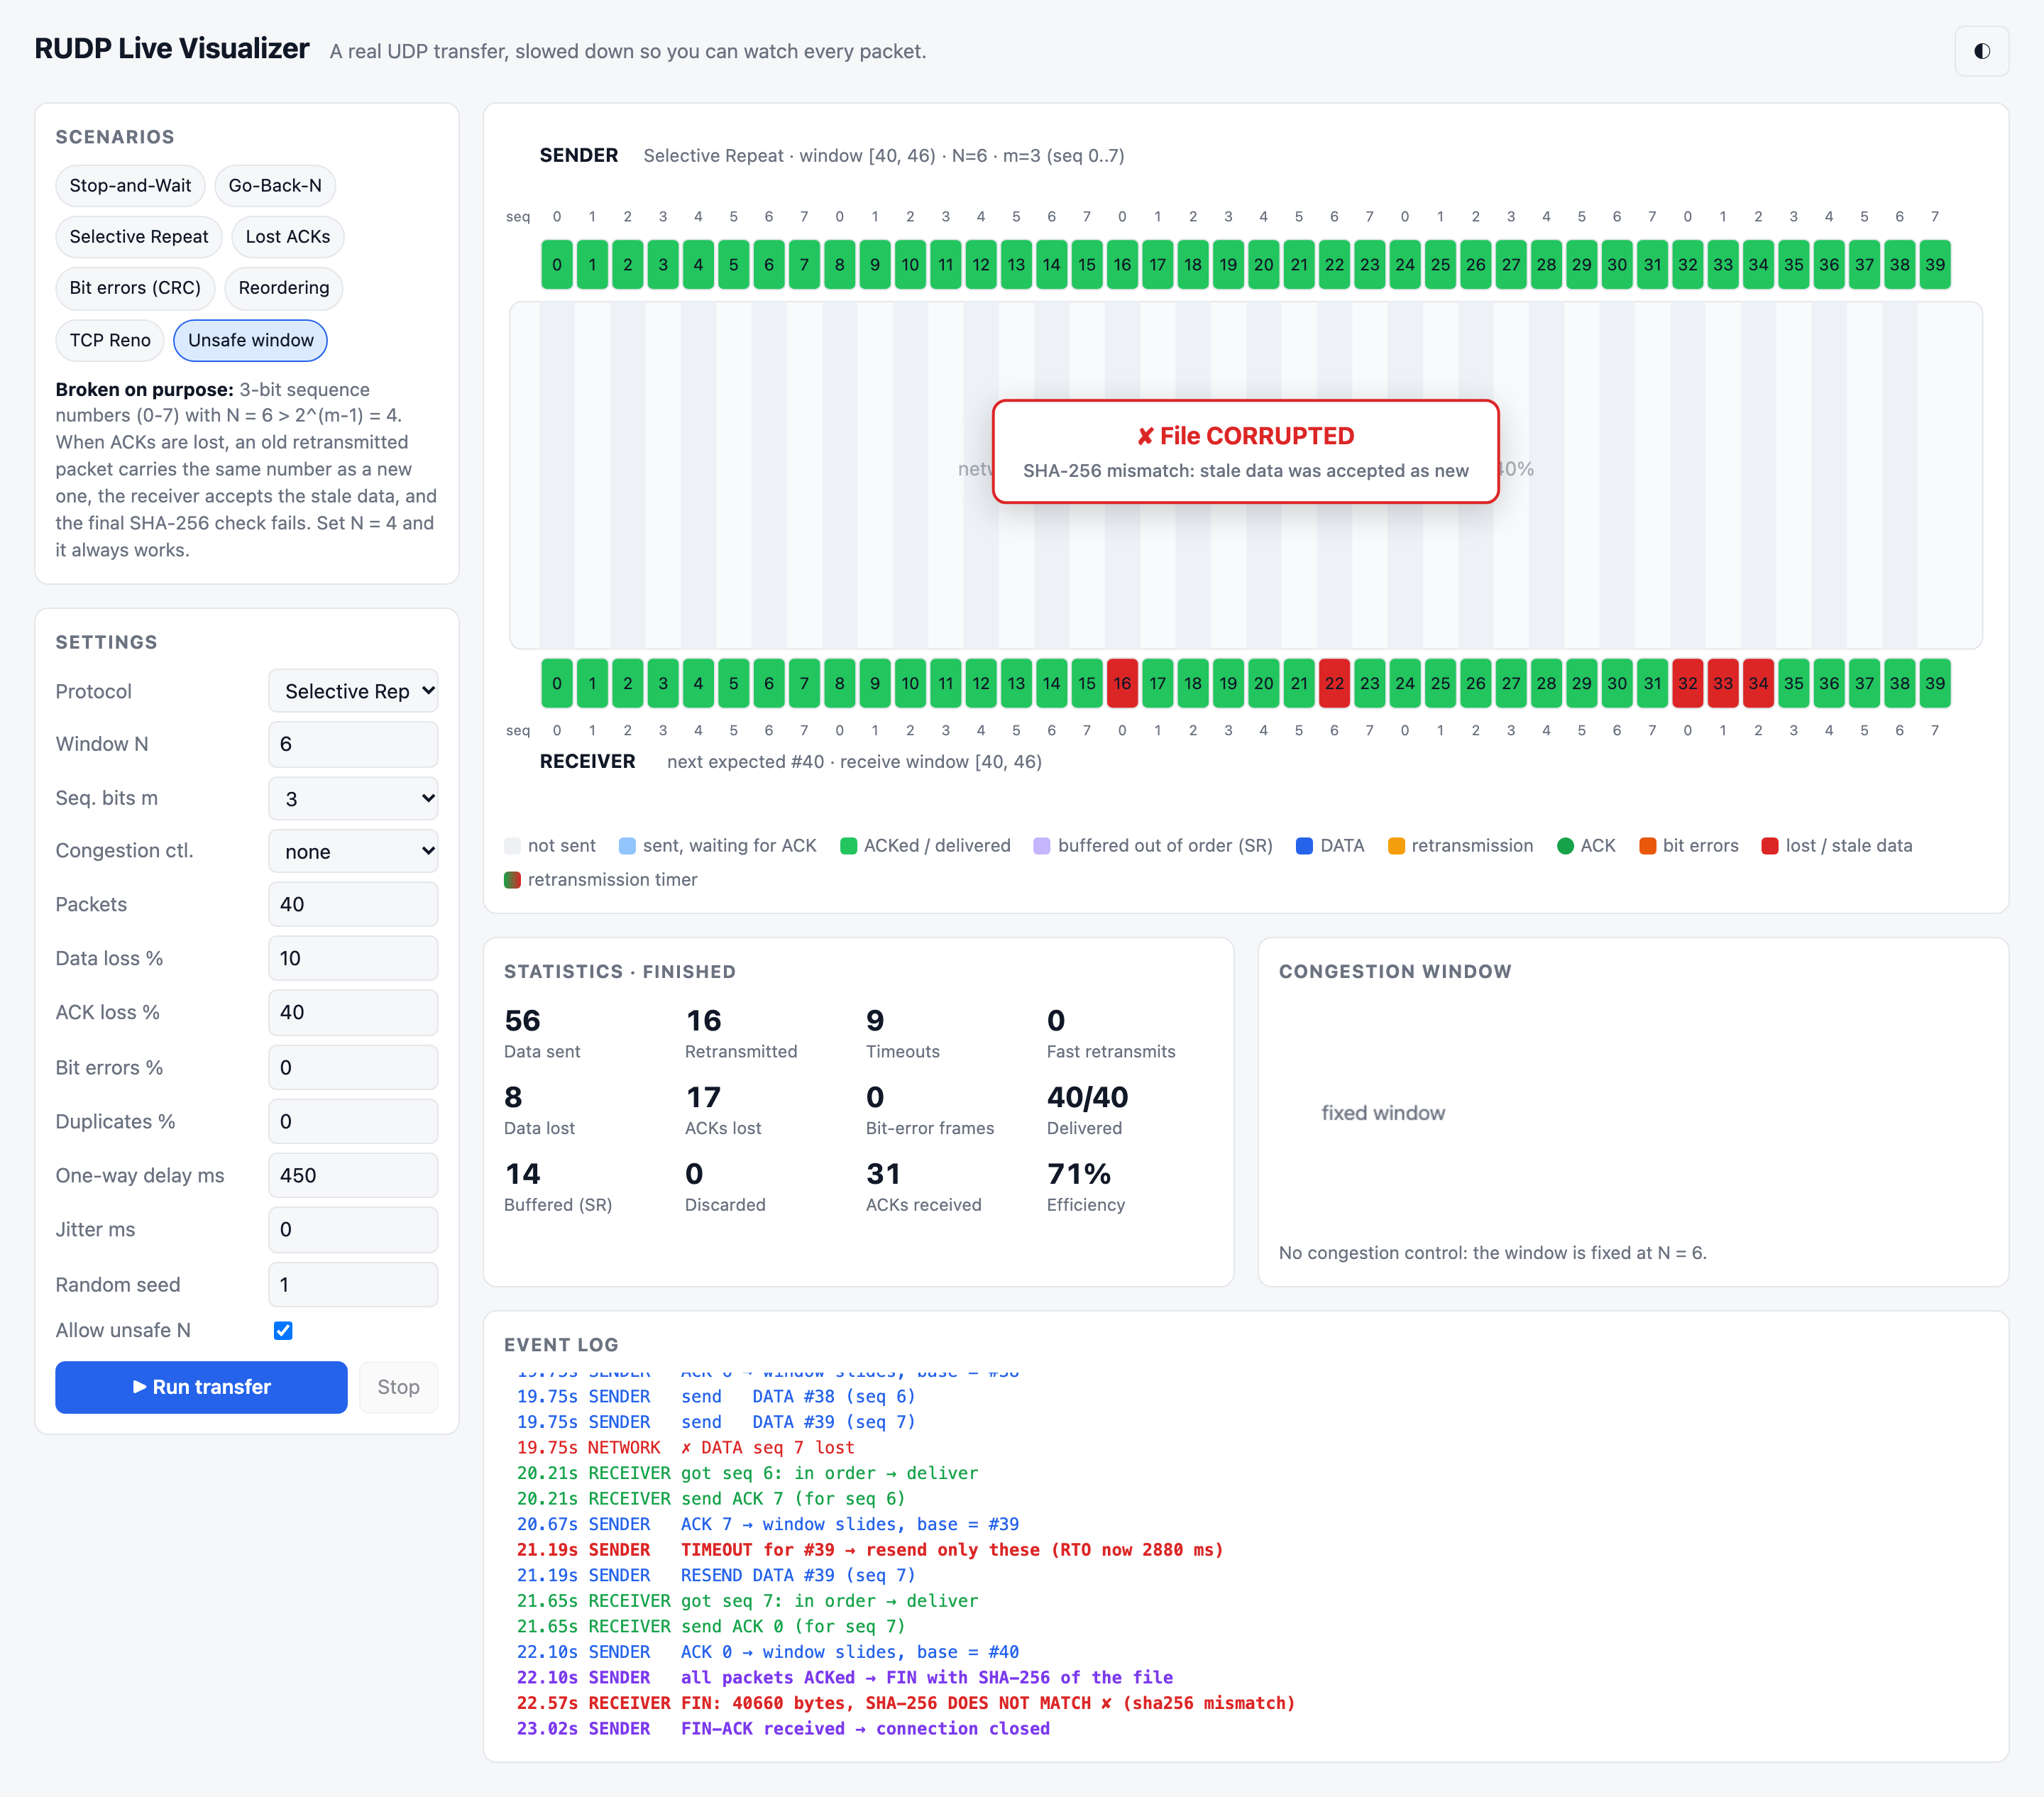 RUDP Live Visualizer A real UDP transfer, slowed down so you can watch every packet.
SCENARIOS
Stop-and-Wait Go-Back-N
Selective Repeat Lost ACKs
Bit errors (CRC) Reordering
TCP Reno Unsafe window
Broken on purpose: 3-bit sequence
numbers (0-7) with N = 6 > 2^(m-1) = 4.
When ACKs are lost, an old retransmitted
packet carries the same number as a new
one, the receiver accepts the stale data, and
the final SHA-256 check fails. Set N = 4 and
it always works.
SETTINGS
Protocol Selective Rep
Window N 6
Seq. bits m 3
Congestion ctl. none
Packets 40
Data loss % 10
ACK loss % 40
Bit errors % 0
Duplicates % 0
One-way delay ms 450
Jitter ms 0
Random seed 1
Allow unsafe N
▶ Run transfer Stop
SENDER Selective Repeat · window [40, 46) · N=6 · m=3 (seq 0..7)
seq 0 1 2 3 4 5 6 7 0 1 2 3 4 5 6 7 0 1 2 3 4 5 6 7 0 1 2 3 4 5 6 7 0 1 2 3 4 5 6 7
0 1 2 3 4 5 6 7 8 9 10 11 12 13 14 15 16 17 18 19 20 21 22 23 24 25 26 27 28 29 30 31 32 33 34 35 36 37 38 39
✘ File CORRUPTED
SHA-256 mismatch: stale data was accepted as new
0 1 2 3 4 5 6 7 8 9 10 11 12 13 14 15 16 17 18 19 20 21 22 23 24 25 26 27 28 29 30 31 32 33 34 35 36 37 38 39
seq 0 1 2 3 4 5 6 7 0 1 2 3 4 5 6 7 0 1 2 3 4 5 6 7 0 1 2 3 4 5 6 7 0 1 2 3 4 5 6 7
RECEIVER next expected #40 · receive window [40, 46)
not sent sent, waiting for ACK ACKed / delivered buffered out of order (SR) DATA retransmission ACK bit errors lost / stale data
retransmission timer
STATISTICS · FINISHED
56 16 9 0
Data sent Retransmitted Timeouts Fast retransmits
8 17 0 40/40
Data lost ACKs lost Bit-error frames Delivered
14 0 31 71%
Buffered (SR) Discarded ACKs received Efficiency
CONGESTION WINDOW
fixed window
No congestion control: the window is fixed at N = 6.
EVENT LOG
19.75s SENDER ACK 6 → window slides, base = #38
19.75s SENDER send DATA #38 (seq 6)
19.75s SENDER send DATA #39 (seq 7)
19.75s NETWORK ✗ DATA seq 7 lost
20.21s RECEIVER got seq 6: in order → deliver
20.21s RECEIVER send ACK 7 (for seq 6)
20.67s SENDER ACK 7 → window slides, base = #39
21.19s SENDER TIMEOUT for #39 → resend only these (RTO now 2880 ms)
21.19s SENDER RESEND DATA #39 (seq 7)
21.65s RECEIVER got seq 7: in order → deliver
21.65s RECEIVER send ACK 0 (for seq 7)
22.10s SENDER ACK 0 → window slides, base = #40
22.10s SENDER all packets ACKed → FIN with SHA-256 of the file
22.57s RECEIVER FIN: 40660 bytes, SHA-256 DOES NOT MATCH ✘ (sha256 mismatch)
23.02s SENDER FIN-ACK received → connection closed